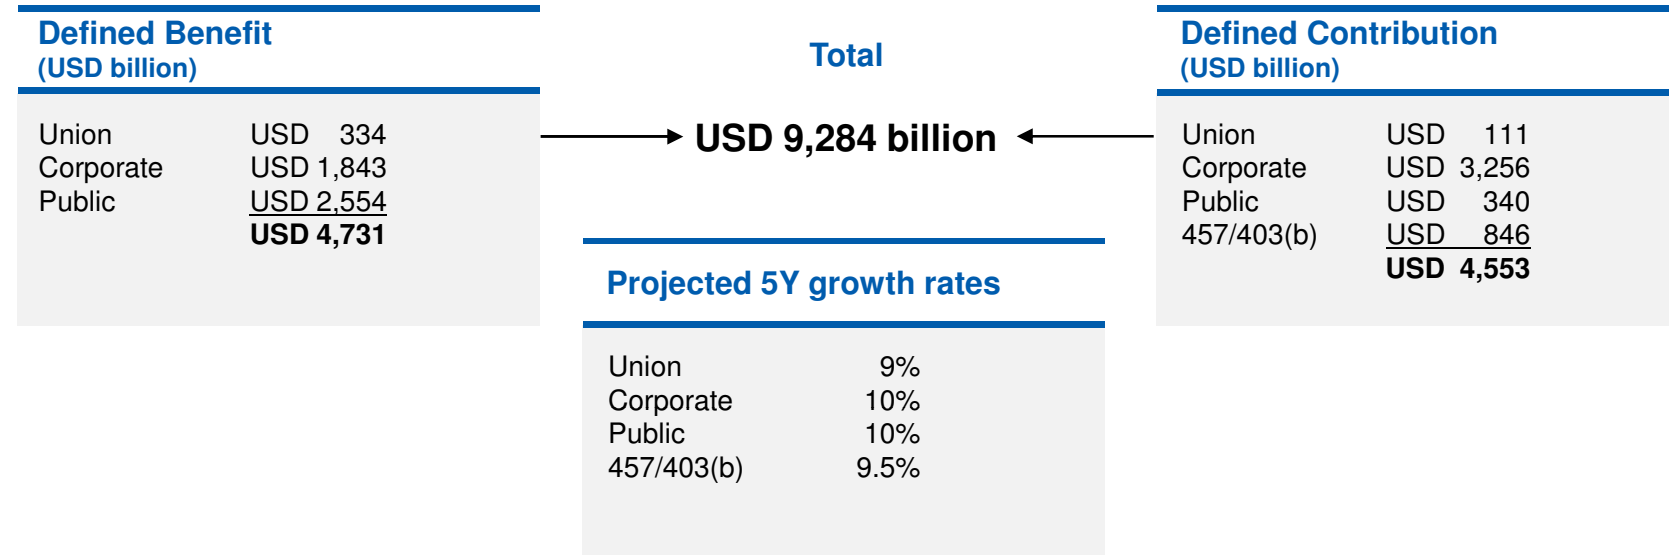 Defined Benefit
(USD billion)
Union USD 334
Corporate USD 1,843
Public USD 2,554
USD 4,731
Total
USD 9,284 billion
Defined Contribution
(USD billion)
Union USD 111
Corporate USD 3,256
Public USD 340
457/403(b) USD 846
USD 4,553
Projected 5Y growth rates
Union 9%
Corporate 10%
Public 10%
457/403(b) 9.5%